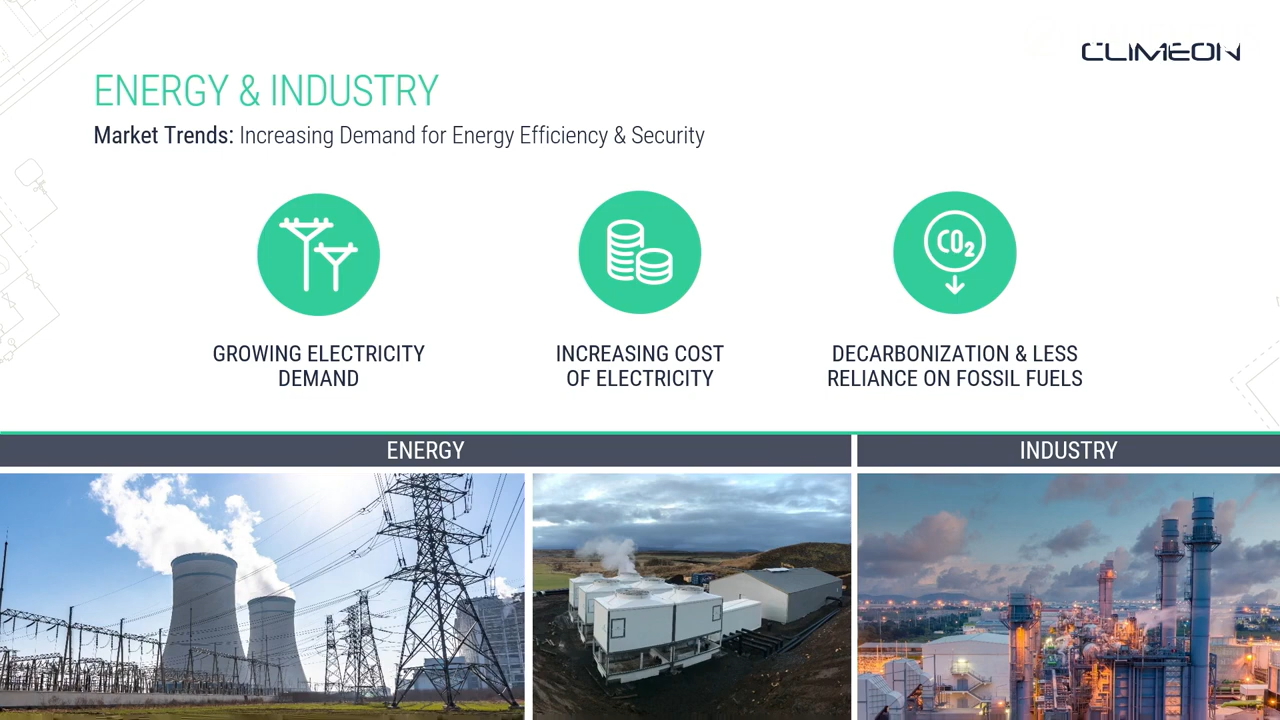 CLIMEON
ENERGY & INDUSTRY
Market Trends: Increasing Demand for Energy Efficiency & Security
CO2
GROWING ELECTRICITY
DEMAND
INCREASING COST
OF ELECTRICITY
DECARBONIZATION & LESS
RELIANCE ON FOSSIL FUELS
ENERGY
INDUSTRY